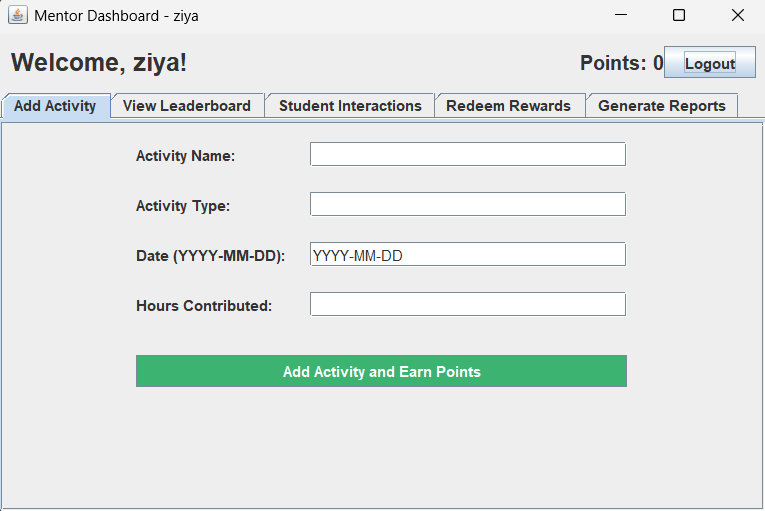 Mentor Dashboard - ziya
Welcome, ziya! Points: 0 Logout
Add Activity View Leaderboard Student Interactions Redeem Rewards Generate Reports
Activity Name:
Activity Type:
Date (YYYY-MM-DD): YYYY-MM-DD
Hours Contributed:
Add Activity and Earn Points